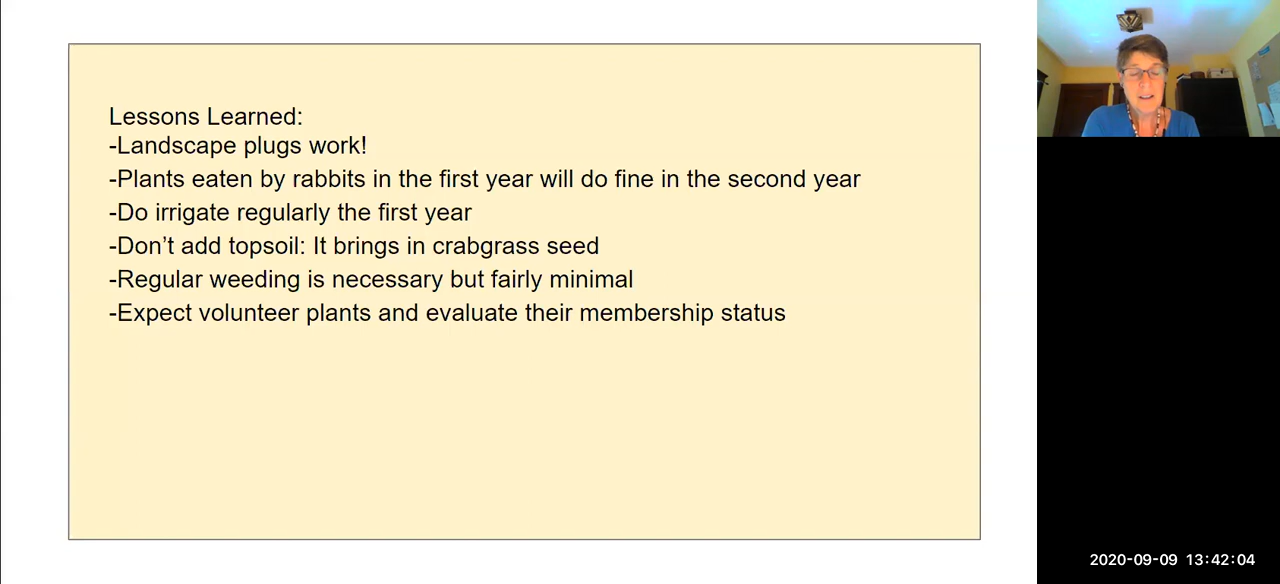 Lessons Learned:
-Landscape plugs work!
-Plants eaten by rabbits in the first year will do fine in the second year
-Do irrigate regularly the first year
-Don’t add topsoil: It brings in crabgrass seed
-Regular weeding is necessary but fairly minimal
-Expect volunteer plants and evaluate their membership status
2020-09-09 13:42:04